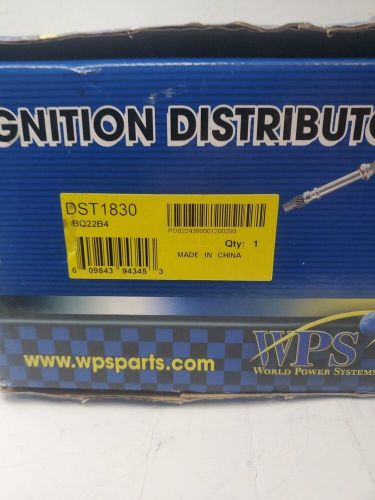 GNITION DISTRIBUTO
DST1830
BQ22B4
PO0224360001200293
Qty: 1
MADE IN CHINA
6 09843 94345 3
www.wpsparts.com
WPS
WORLD POWER SYSTEMS